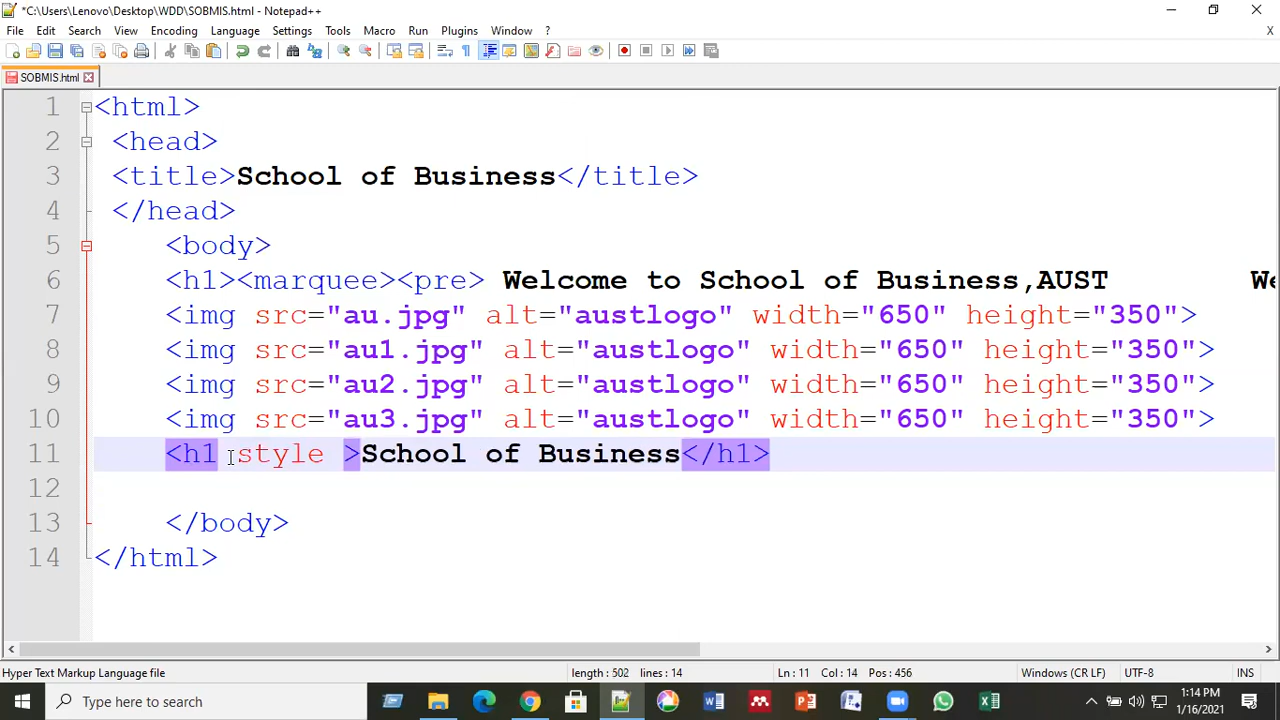 *C:\Users\Lenovo\Desktop\WDD\SOBMIS.html - Notepad++
File Edit Search View Encoding Language Settings Tools Macro Run Plugins Window ? X
SOBMIS.html
1 <html>
2 <head>
3 <title>School of Business</title>
4 </head>
5 <body>
6 <h1><marquee><pre> Welcome to School of Business,AUST We
7 <img src="au.jpg" alt="austlogo" width="650" height="350">
8 <img src="au1.jpg" alt="austlogo" width="650" height="350">
9 <img src="au2.jpg" alt="austlogo" width="650" height="350">
10 <img src="au3.jpg" alt="austlogo" width="650" height="350">
11 <h1 style >School of Business</h1>
12
13 </body>
14 </html>
Hyper Text Markup Language file length : 502 lines : 14 Ln : 11 Col : 14 Pos : 456 Windows (CR LF) UTF-8 INS
Type here to search 1:14 PM
1/16/2021